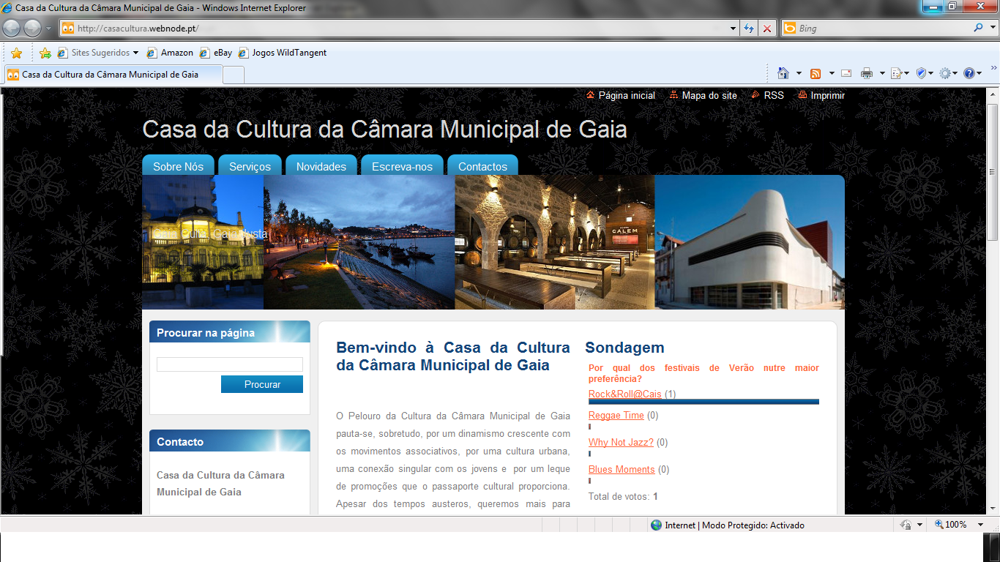 Casa da Cultura da Câmara Municipal de Gaia - Windows Internet Explorer
http://casacultura.webnode.pt/
Bing
Sites Sugeridos Amazon eBay Jogos WildTangent
Casa da Cultura da Câmara Municipal de Gaia
Página inicial Mapa do site RSS Imprimir
Casa da Cultura da Câmara Municipal de Gaia
Sobre Nós Serviços Novidades Escreva-nos Contactos
CALEM
Procurar na página
Procurar
Contacto
Casa da Cultura da Câmara
Municipal de Gaia
Bem-vindo à Casa da Cultura
da Câmara Municipal de Gaia
O Pelouro da Cultura da Câmara Municipal de Gaia
pauta-se, sobretudo, por um dinamismo crescente com
os movimentos associativos, por uma cultura urbana,
uma conexão singular com os jovens e por um leque
de promoções que o passaporte cultural proporciona.
Apesar dos tempos austeros, queremos mais para
Sondagem
Por qual dos festivais de Verão nutre maior
preferência?
Rock&Roll@Cais (1)
Reggae Time (0)
Why Not Jazz? (0)
Blues Moments (0)
Total de votos: 1
Internet | Modo Protegido: Activado
100%